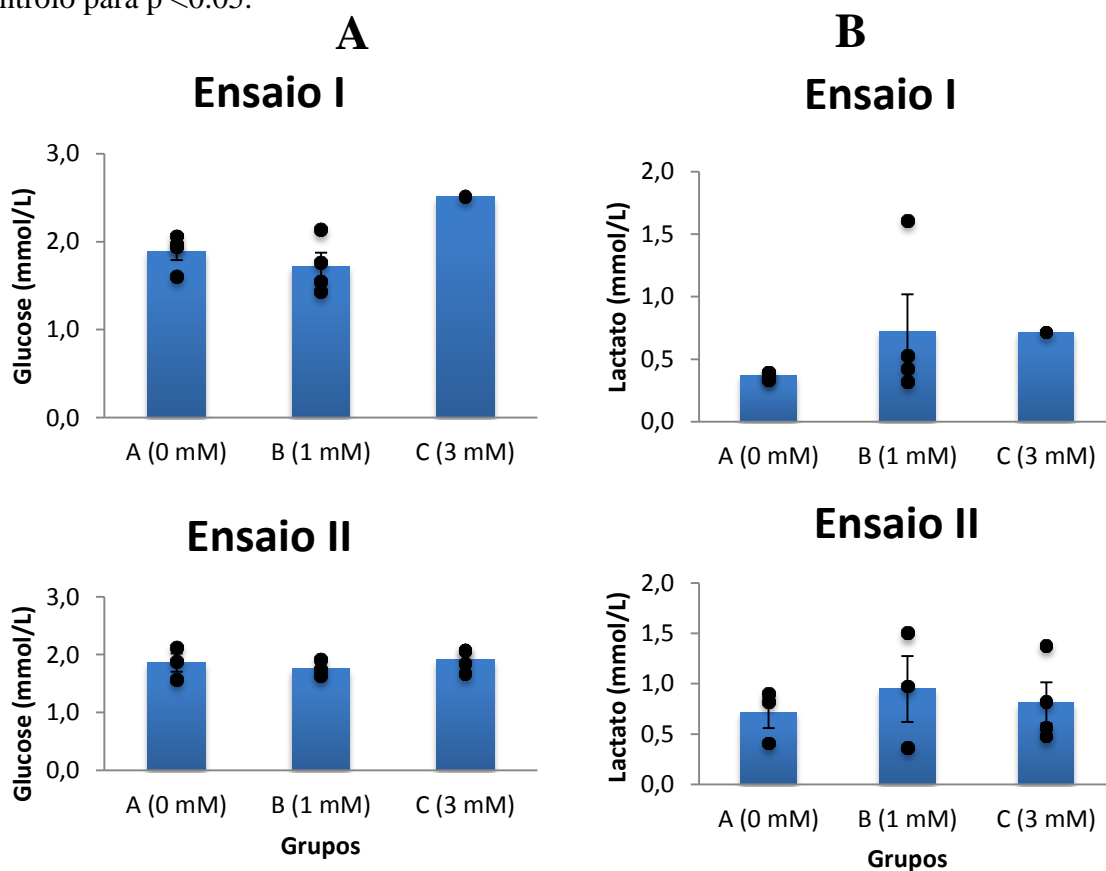 p<0.05.
A
B
Ensaio I
Ensaio I
Glucose (mmol/L)
3,0
2,0
1,0
0,0
A (0 mM) B (1 mM) C (3 mM)
Lactato (mmol/L)
2,0
1,5
1,0
0,5
0,0
A (0 mM) B (1 mM) C (3 mM)
Ensaio II
Ensaio II
Glucose (mmol/L)
3,0
2,0
1,0
0,0
A (0 mM) B (1 mM) C (3 mM)
Grupos
Lactato (mmol/L)
2,0
1,5
1,0
0,5
0,0
A (0 mM) B (1 mM) C (3 mM)
Grupos